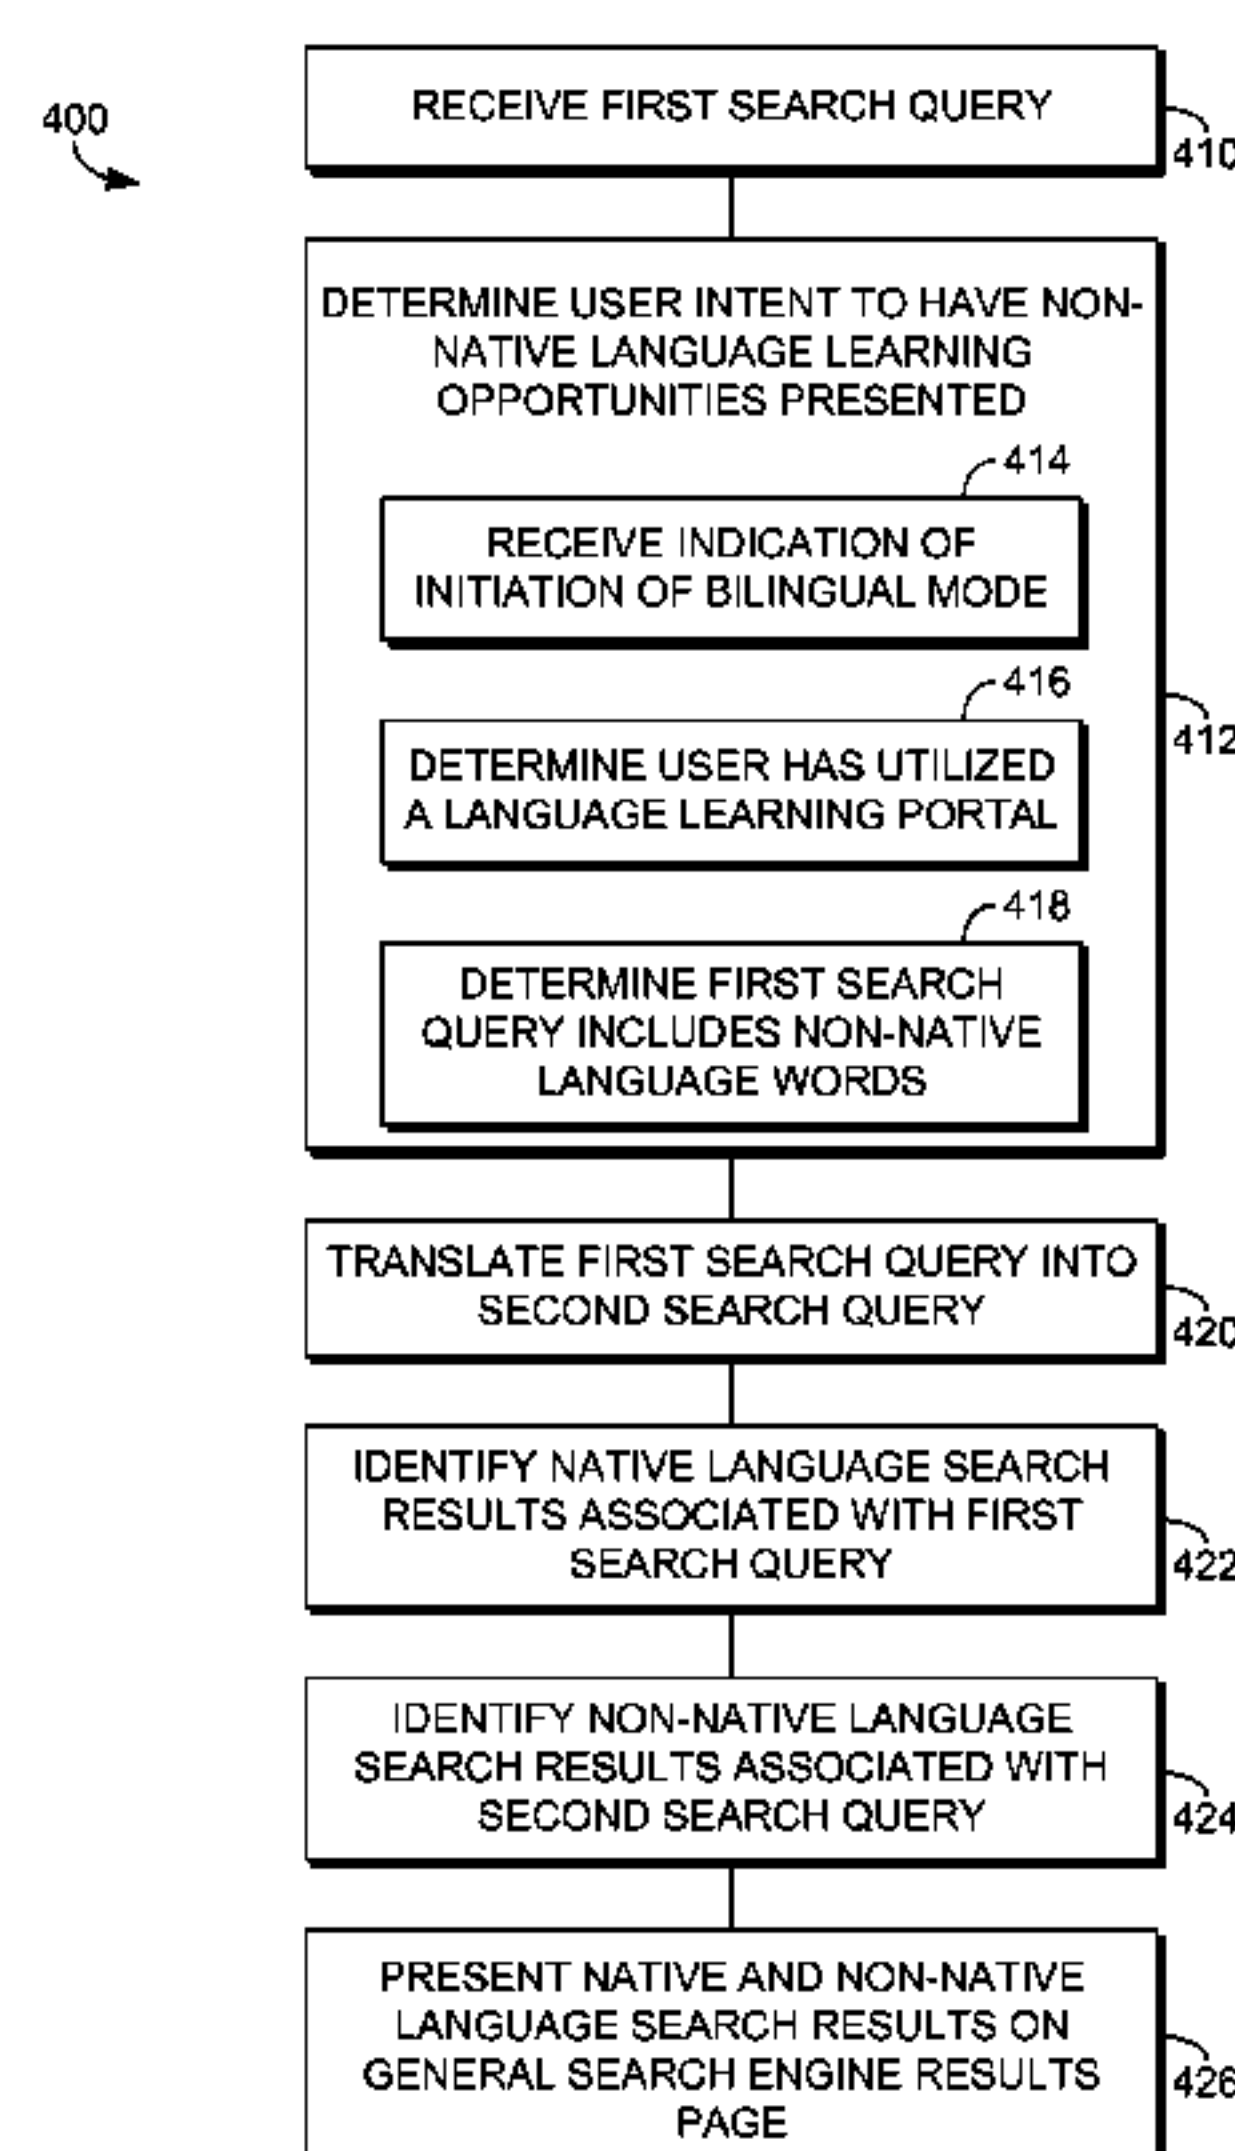 400
RECEIVE FIRST SEARCH QUERY
410
DETERMINE USER INTENT TO HAVE NON-
NATIVE LANGUAGE LEARNING
OPPORTUNITIES PRESENTED
414
RECEIVE INDICATION OF
INITIATION OF BILINGUAL MODE
416
412
DETERMINE USER HAS UTILIZED
A LANGUAGE LEARNING PORTAL
418
DETERMINE FIRST SEARCH
QUERY INCLUDES NON-NATIVE
LANGUAGE WORDS
TRANSLATE FIRST SEARCH QUERY INTO
SECOND SEARCH QUERY
420
IDENTIFY NATIVE LANGUAGE SEARCH
RESULTS ASSOCIATED WITH FIRST
SEARCH QUERY
422
IDENTIFY NON-NATIVE LANGUAGE
SEARCH RESULTS ASSOCIATED WITH
SECOND SEARCH QUERY
424
PRESENT NATIVE AND NON-NATIVE
LANGUAGE SEARCH RESULTS ON
GENERAL SEARCH ENGINE RESULTS
PAGE
426